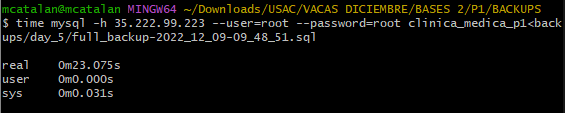 mcatalan@mcatalan MINGW64 ~/Downloads/USAC/VACAS DICIEMBRE/BASES 2/P1/BACKUPS
$ time mysql -h 35.222.99.223 --user=root --password=root clinica_medica_p1<back
ups/day_5/full_backup-2022_12_09-09_48_51.sql
real 0m23.075s
user 0m0.000s
sys 0m0.031s